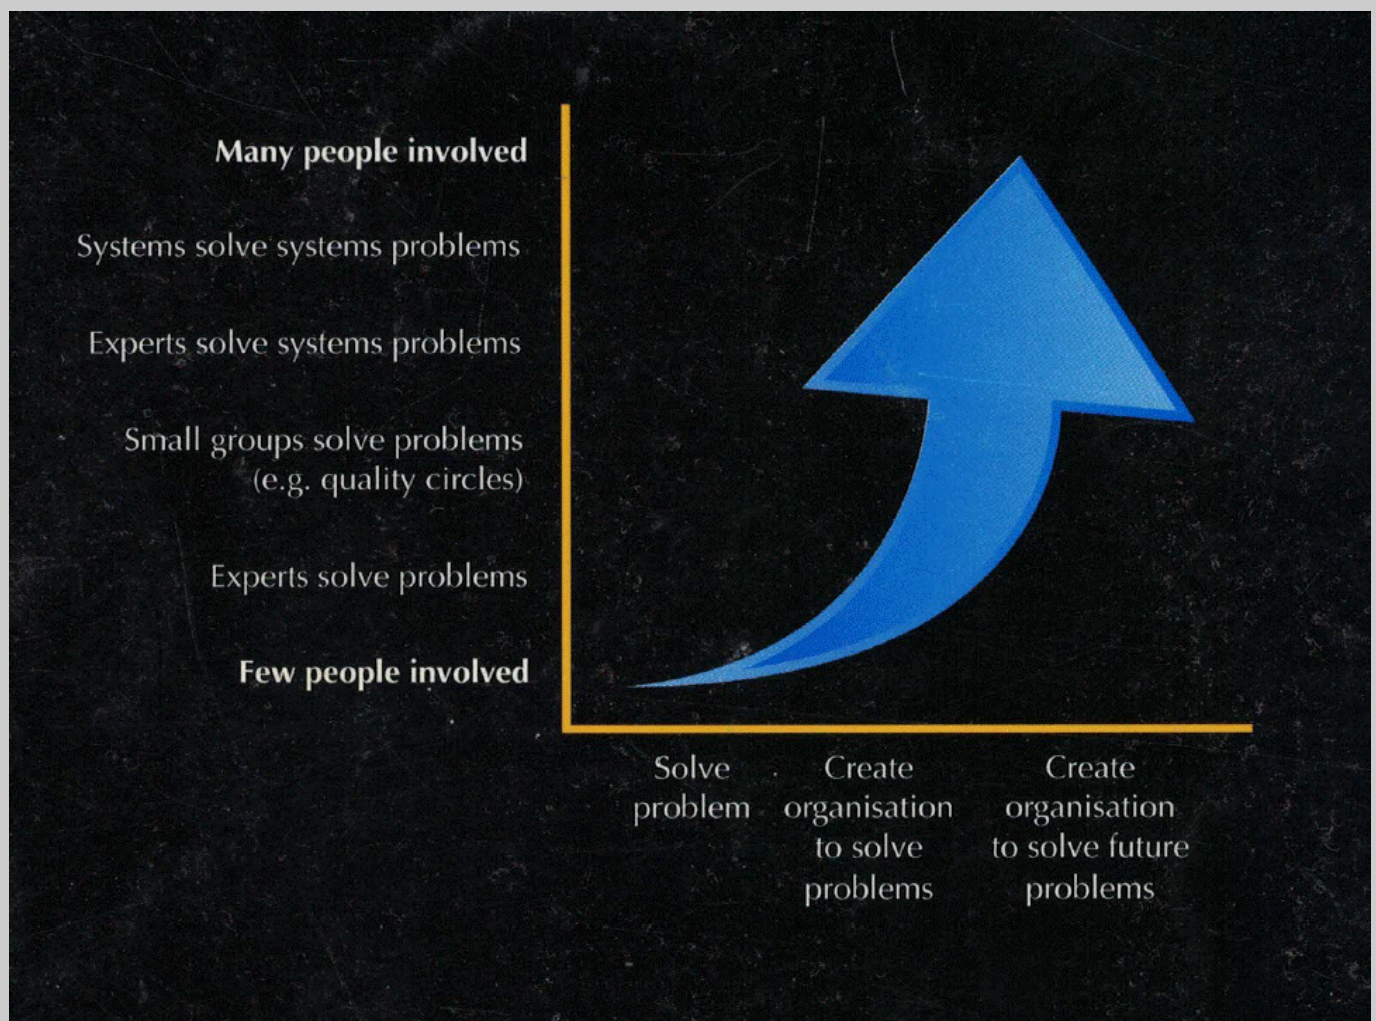 Many people involved
Systems solve systems problems
Experts solve systems problems
Small groups solve problems
(e.g. quality circles)
Experts solve problems
Few people involved
Solve
problem
Create
organisation
to solve
problems
Create
organisation
to solve future
problems